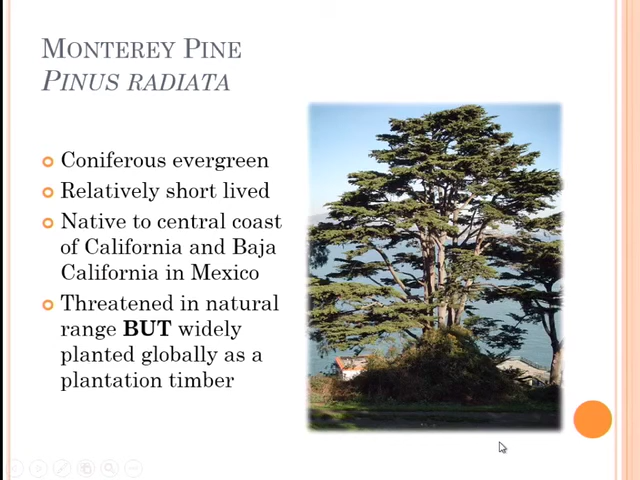 MONTEREY PINE
PINUS RADIATA
Coniferous evergreen
Relatively short lived
Native to central coast
of California and Baja
California in Mexico
Threatened in natural
range BUT widely
planted globally as a
plantation timber